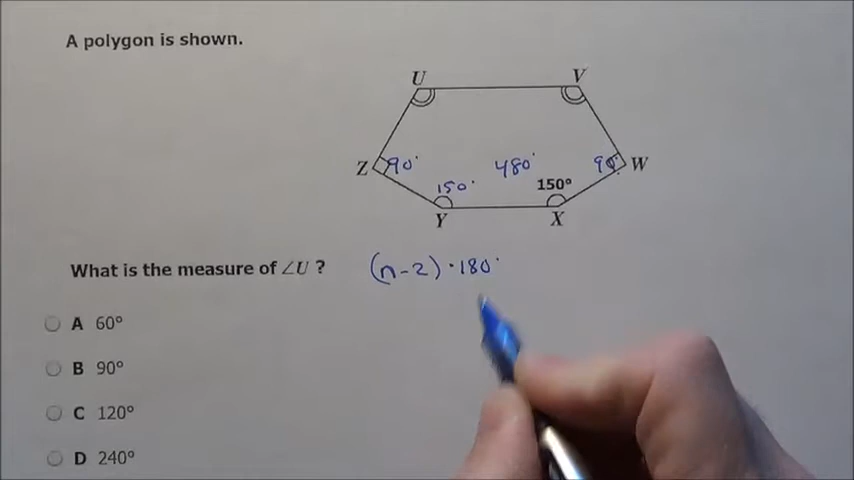 A polygon is shown.
U V
Z 90° 480° 90° W
150° 150°
Y X
What is the measure of ∠U ? (n-2)·180°
A 60°
B 90°
C 120°
D 240°